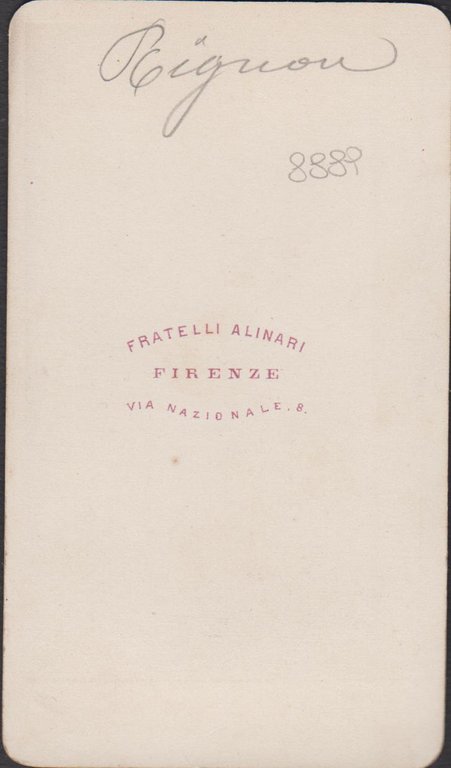 Rignon
8889
FRATELLI ALINARI
FIRENZE
VIA NAZIONALE. 8.